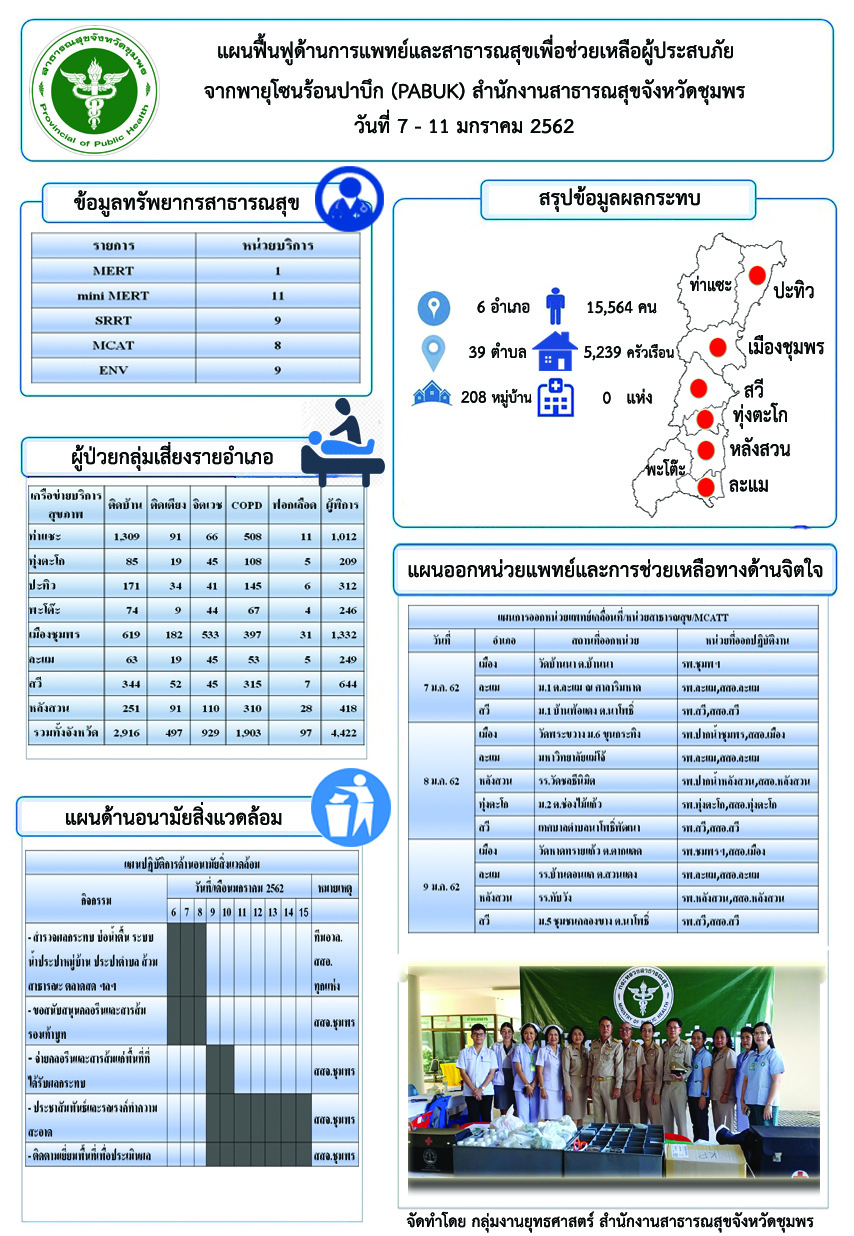 สาธารณสุขจังหวัดชุมพร
Provincial of Public Health
แผนฟื้นฟูด้านการแพทย์และสาธารณสุขเพื่อช่วยเหลือผู้ประสบภัย
จากพายุโซนร้อนปาบึก (PABUK) สำนักงานสาธารณสุขจังหวัดชุมพร
วันที่ 7 - 11 มกราคม 2562
ข้อมูลทรัพยากรสาธารณสุข
รายการ หน่วยบริการ
MERT 1
mini MERT 11
SRRT 9
MCAT 8
ENV 9
ผู้ป่วยกลุ่มเสี่ยงรายอำเภอ
เครือข่ายบริการ
สุขภาพ ติดบ้าน ติดเตียง จิตเวช COPD ฟอกเลือด ผู้พิการ
ท่าแซะ 1,309 91 66 508 11 1,012
ทุ่งตะโก 85 19 45 108 5 209
ปะทิว 171 34 41 145 6 312
พะโต๊ะ 74 9 44 67 4 246
เมืองชุมพร 619 182 533 397 31 1,332
ละแม 63 19 45 53 5 249
สวี 344 52 45 315 7 644
หลังสวน 251 91 110 310 28 418
รวมทั้งจังหวัด 2,916 497 929 1,903 97 4,422
แผนด้านอนามัยสิ่งแวดล้อม
แผนปฏิบัติการด้านอนามัยสิ่งแวดล้อม
กิจกรรม วันที่/เดือนมกราคม 2562 หมายเหตุ
6 7 8 9 10 11 12 13 14 15
- สำรวจผลกระทบ บ่อน้ำตื้น ระบบ ทีมอวล.
น้ำประปาหมู่บ้าน ประปาตำบล ส้วม สสอ.
สาธารณะ ตลาดสด ฯลฯ ทุกแห่ง
- ขอสนับสนุนคลอรีนและสารส้ม
รองเท้าบูท สสจ.ชุมพร
- จ่ายคลอรีนและสารส้มแก่พื้นที่ที่
ได้รับผลกระทบ สสจ.ชุมพร
- ประชาสัมพันธ์และรณรงค์ทำความ
สะอาด สสจ.ชุมพร
- ติดตามเยี่ยมพื้นที่เพื่อประเมินผล สสจ.ชุมพร
สรุปข้อมูลผลกระทบ
6 อำเภอ 15,564 คน
39 ตำบล 5,239 ครัวเรือน
208 หมู่บ้าน 0 แห่ง
ท่าแซะ
ปะทิว
เมืองชุมพร
สวี
ทุ่งตะโก
หลังสวน
พะโต๊ะ
ละแม
แผนออกหน่วยแพทย์และการช่วยเหลือทางด้านจิตใจ
แผนการออกหน่วยแพทย์เคลื่อนที่/หน่วยสาธารณสุข/MCATT
วันที่ อำเภอ สถานที่ออกหน่วย หน่วยที่ออกปฏิบัติงาน
7 ม.ค. 62
เมือง วัดบ้านนา ต.บ้านนา รพ.ชุมพรฯ
ละแม ม.1 ต.ละแม ณ ศาลาริมหาด รพ.ละแม,สสอ.ละแม
สวี ม.1 บ้านท้อแดง ต.นาโพธิ์ รพ.สวี,สสอ.สวี
8 ม.ค. 62
เมือง วัดพระขวาง ม.6 ขุนกระทิง รพ.ปากน้ำชุมพร,สสอ.เมือง
ละแม มหาวิทยาลัยแม่โจ้ รพ.ละแม,สสอ.ละแม
หลังสวน รร.วัดชลธีนิมิต รพ.ปากน้ำหลังสวน,สสอ.หลังสวน
ทุ่งตะโก ม.2 ต.ช่องไม้แก้ว รพ.ทุ่งตะโก,สสอ.ทุ่งตะโก
สวี เทศบาลตำบลนาโพธิ์พัฒนา รพ.สวี,สสอ.สวี
9 ม.ค. 62
เมือง วัดหาดทรายแก้ว ต.ตากแดด รพ.ชุมพรฯ,สสอ.เมือง
ละแม รร.บ้านดอนแค ต.สวนแตง รพ.ละแม,สสอ.ละแม
หลังสวน รร.ทับวัง รพ.หลังสวน,สสอ.หลังสวน
สวี ม.5 ชุมชนคลองขาง ต.นาโพธิ์ รพ.สวี,สสอ.สวี
กระทรวงสาธารณสุข
MINISTRY OF PUBLIC HEALTH
จัดทำโดย กลุ่มงานยุทธศาสตร์ สำนักงานสาธารณสุขจังหวัดชุมพร